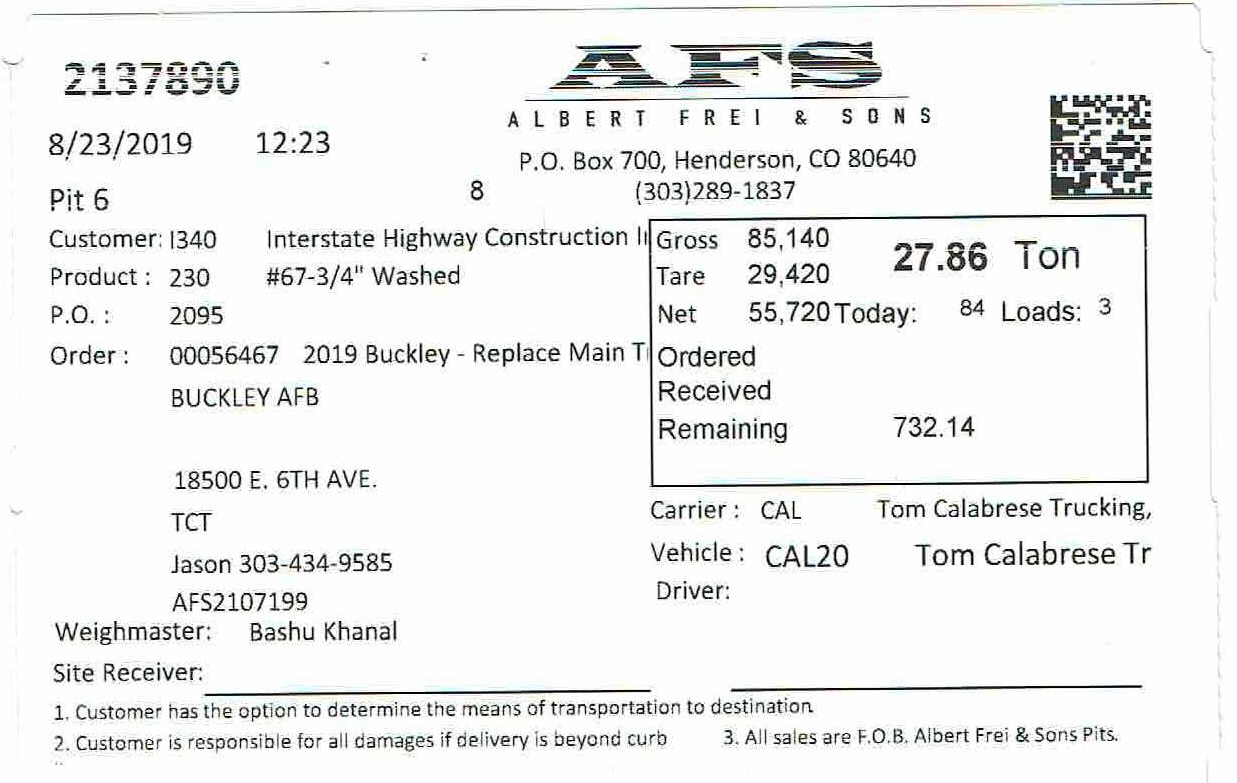 2137890
AFS
ALBERT FREI & SONS
8/23/2019 12:23
P.O. Box 700, Henderson, CO 80640
Pit 6 8 (303)289-1837
Customer: I340 Interstate Highway Construction I
Gross 85,140 27.86 Ton
Product : 230 #67-3/4" Washed
Tare 29,420
P.O. : 2095
Net 55,720 Today: 84 Loads: 3
Order : 00056467 2019 Buckley - Replace Main T
Ordered
BUCKLEY AFB
Received
Remaining 732.14
18500 E. 6TH AVE.
Carrier : CAL Tom Calabrese Trucking,
TCT
Vehicle : CAL20 Tom Calabrese Tr
Jason 303-434-9585
Driver:
AFS2107199
Weighmaster: Bashu Khanal
Site Receiver:
1. Customer has the option to determine the means of transportation to destination
2. Customer is responsible for all damages if delivery is beyond curb 3. All sales are F.O.B. Albert Frei & Sons Pits.